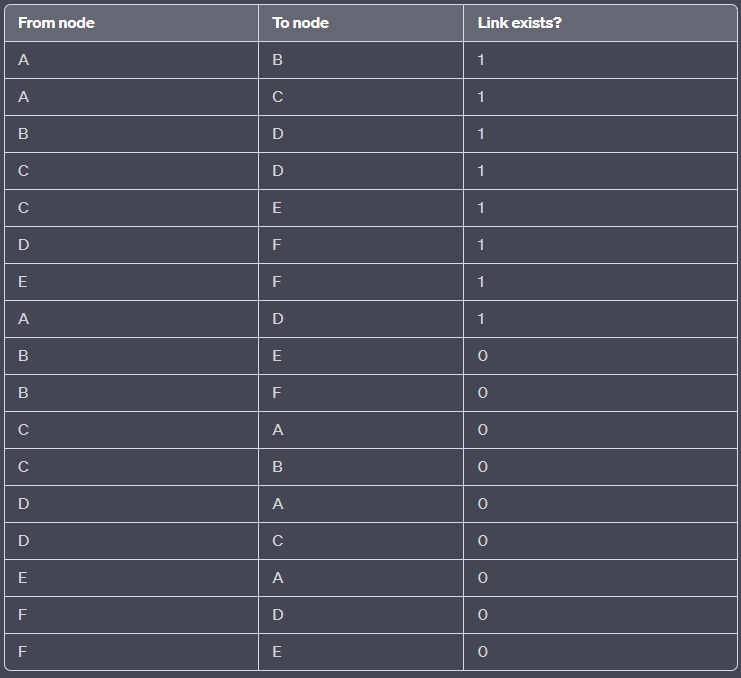 From node To node Link exists?
A B 1
A C 1
B D 1
C D 1
C E 1
D F 1
E F 1
A D 1
B E 0
B F 0
C A 0
C B 0
D A 0
D C 0
E A 0
F D 0
F E 0